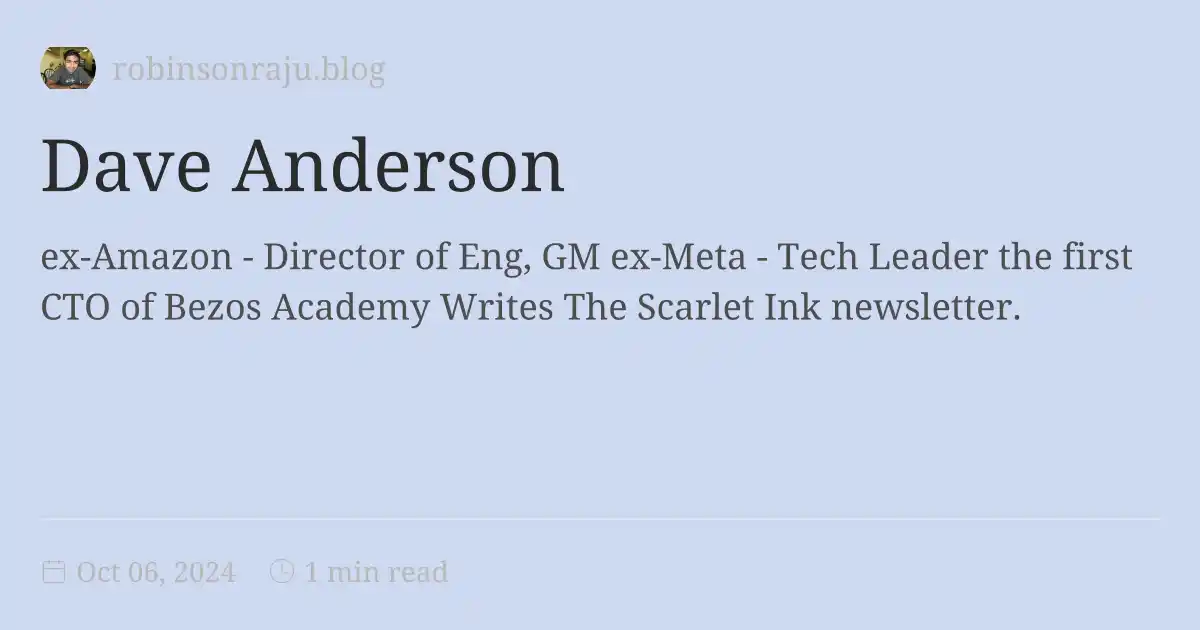 robinsonraju.blog
Dave Anderson
ex-Amazon - Director of Eng, GM ex-Meta - Tech Leader the first
CTO of Bezos Academy Writes The Scarlet Ink newsletter.
Oct 06, 2024 1 min read